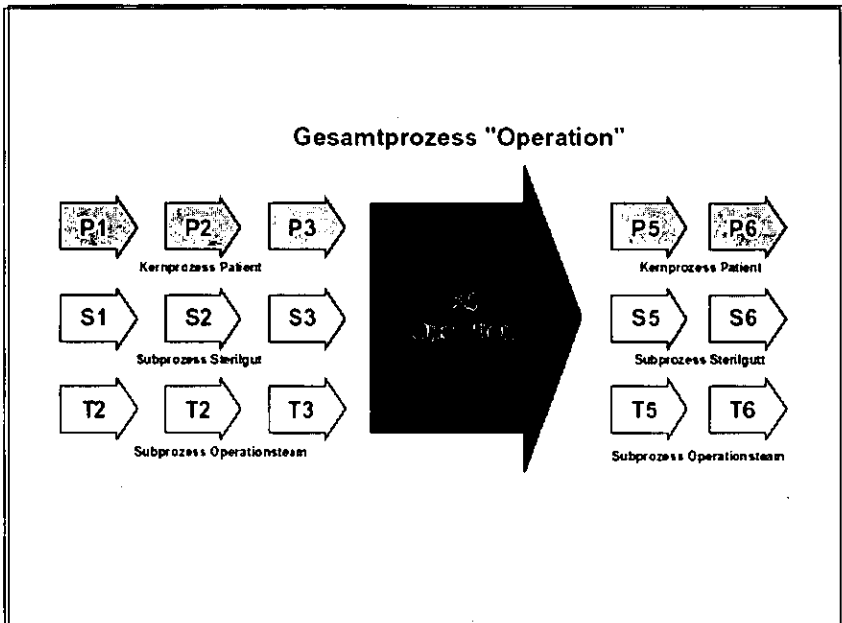 Gesamtprozess "Operation"
P1 P2 P3 P5 P6
Kernprozess Patient Kernprozess Patient
S1 S2 S3 S5 S6
Subprozess Sterilgut Subprozess Sterilgutt
T2 T2 T3 T5 T6
Subprozess Operationsteam Subprozess Operationsteam